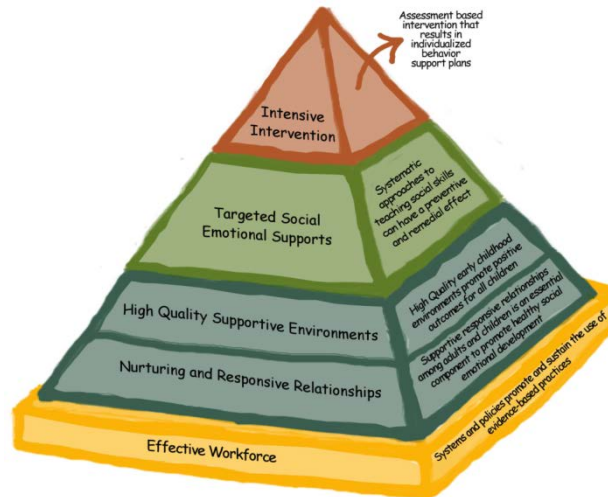 Assessment based
intervention that
results in
individualized
behavior
support plans
Intensive
Intervention
Systematic
approaches to
teaching social skills
can have a preventive
and remedial effect
Targeted Social
Emotional Supports
High Quality early childhood
environments promote positive
outcomes for all children
High Quality Supportive Environments
Supportive responsive relationships
among adults and children is an essential
component to promote healthy social
emotional development
Nurturing and Responsive Relationships
Systems and policies promote and sustain the use of
evidence-based practices
Effective Workforce